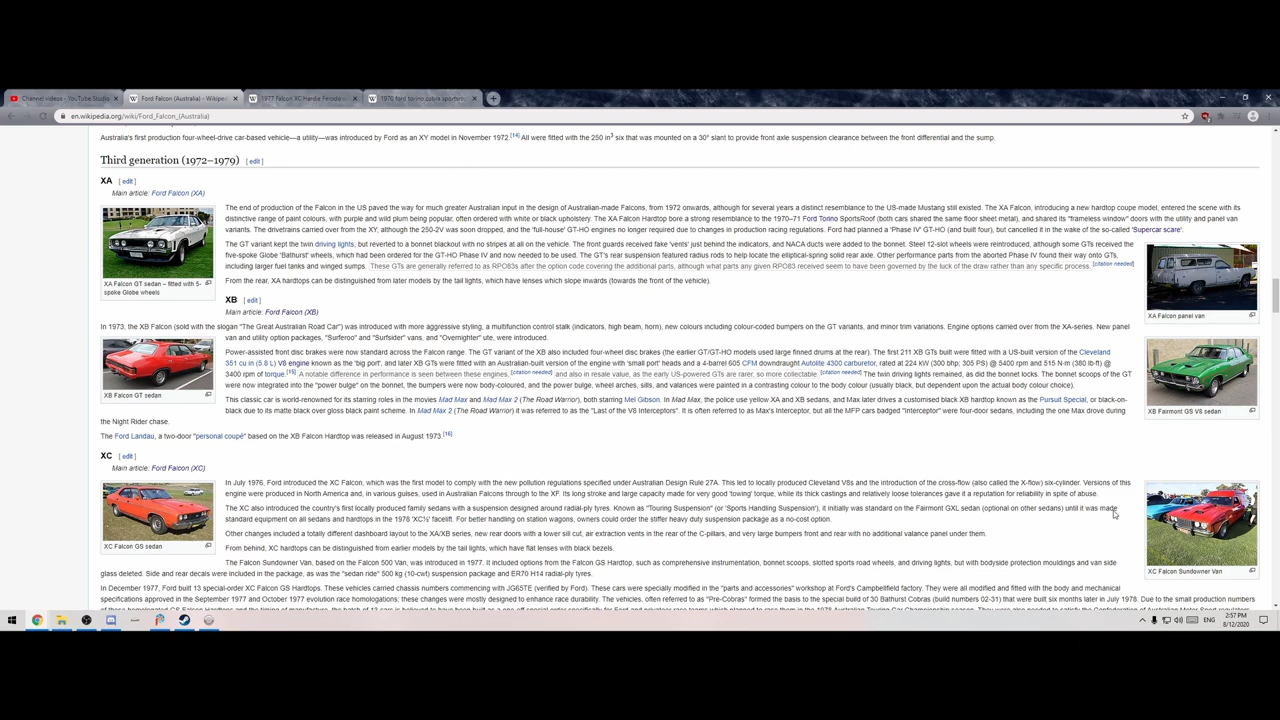 Channel videos - YouTube Studio
Ford Falcon (Australia) - Wikipe
1977 Falcon XC Hardie Ferodo
1970 ford torino cobra sportsro
en.wikipedia.org/wiki/Ford_Falcon_(Australia)
Australia's first production four-wheel-drive car-based vehicle—a utility—was introduced by Ford as an XY model in November 1972.[14] All were fitted with the 250 in³ six that was mounted on a 30° slant to provide front axle suspension clearance between the front differential and the sump.
Third generation (1972–1979) [ edit ]
XA [ edit ]
Main article: Ford Falcon (XA)
The end of production of the Falcon in the US paved the way for much greater Australian input in the design of Australian-made Falcons, from 1972 onwards, although for several years a distinct resemblance to the US-made Mustang still existed. The XA Falcon, introducing a new hardtop coupe model, entered the scene with its
distinctive range of paint colours, with purple and wild plum being popular, often ordered with white or black upholstery. The XA Falcon Hardtop bore a strong resemblance to the 1970–71 Ford Torino SportsRoof (both cars shared the same floor sheet metal), and shared its "frameless window" doors with the utility and panel van
variants. The drivetrains carried over from the XY, although the 250-2V was soon dropped, and the 'full-house' GT-HO engines no longer required due to changes in production racing regulations. Ford had planned a 'Phase IV' GT-HO (and built four), but cancelled it in the wake of the so-called 'Supercar scare'.
The GT variant kept the twin driving lights, but reverted to a bonnet blackout with no stripes at all on the vehicle. The front guards received fake 'vents' just behind the indicators, and NACA ducts were added to the bonnet. Steel 12-slot wheels were reintroduced, although some GTs received the
five-spoke Globe 'Bathurst' wheels, which had been ordered for the GT-HO Phase IV and now needed to be used. The GT's rear suspension featured radius rods to help locate the elliptical-spring solid rear axle. Other performance parts from the aborted Phase IV found their way onto GTs,
including larger fuel tanks and winged sumps. These GTs are generally referred to as RPO83s after the option code covering the additional parts, although what parts any given RPO83 received seem to have been governed by the luck of the draw rather than any specific process. [citation needed]
From the rear, XA hardtops can be distinguished from later models by the tail lights, which have lenses which slope inwards (towards the front of the vehicle).
XA Falcon GT sedan – fitted with 5-
spoke Globe wheels
XA Falcon panel van
XB [ edit ]
Main article: Ford Falcon (XB)
In 1973, the XB Falcon (sold with the slogan "The Great Australian Road Car") was introduced with more aggressive styling, a multifunction control stalk (indicators, high beam, horn), new colours including colour-coded bumpers on the GT variants, and minor trim variations. Engine options carried over from the XA-series. New panel
van and utility option packages, "Surferoo" and "Surfsider" vans, and "Overnighter" ute, were introduced.
Power-assisted front disc brakes were now standard across the Falcon range. The GT variant of the XB also included four-wheel disc brakes (the earlier GT/GT-HO models used large finned drums at the rear). The first 211 XB GTs built were fitted with a US-built version of the Cleveland
351 cu in (5.8 L) V8 engine known as the "big port", and later XB GTs were fitted with an Australian-built version of the engine with 'small port' heads and a 4-barrel 605 CFM downdraught Autolite 4300 carburetor, rated at 224 kW (300 bhp; 305 PS) @ 5400 rpm and 515 N·m (380 lb·ft) @
3400 rpm of torque.[15] A notable difference in performance is seen between these engines,[citation needed] and also in resale value, as the early US-powered GTs are rarer, so more collectable.[citation needed] The twin driving lights remained, as did the bonnet locks. The bonnet scoops of the GT
were now integrated into the "power bulge" on the bonnet, the bumpers were now body-coloured, and the power bulge, wheel arches, sills, and valances were painted in a contrasting colour to the body colour (usually black, but dependent upon the actual body colour choice).
XB Falcon GT sedan
XB Fairmont GS V8 sedan
This classic car is world-renowned for its starring roles in the movies Mad Max and Mad Max 2 (The Road Warrior), both starring Mel Gibson. In Mad Max, the police use yellow XA and XB sedans, and Max later drives a customised black XB hardtop known as the Pursuit Special, or black-on-
black due to its matte black over gloss black paint scheme. In Mad Max 2 (The Road Warrior) it was referred to as the "Last of the V8 Interceptors". It is often referred to as Max's Interceptor, but all the MFP cars badged "Interceptor" were four-door sedans, including the one Max drove during
the Night Rider chase.
The Ford Landau, a two-door "personal coupé" based on the XB Falcon Hardtop was released in August 1973.[16]
XC [ edit ]
Main article: Ford Falcon (XC)
In July 1976, Ford introduced the XC Falcon, which was the first model to comply with the new pollution regulations specified under Australian Design Rule 27A. This led to locally produced Cleveland V8s and the introduction of the cross-flow (also called the X-flow) six-cylinder. Versions of this
engine were produced in North America and, in various guises, used in Australian Falcons through to the XF. Its long stroke and large capacity made for very good 'towing' torque, while its thick castings and relatively loose tolerances gave it a reputation for reliability in spite of abuse.
The XC also introduced the country's first locally produced family sedans with a suspension designed around radial-ply tyres. Known as "Touring Suspension" (or 'Sports Handling Suspension'), it initially was standard on the Fairmont GXL sedan (optional on other sedans) until it was made
standard equipment on all sedans and hardtops in the 1978 'XC½' facelift. For better handling on station wagons, owners could order the stiffer heavy duty suspension package as a no-cost option.
Other changes included a totally different dashboard layout to the XA/XB series, new rear doors with a lower sill cut, air extraction vents in the rear of the C-pillars, and very large bumpers front and rear with no additional valance panel under them.
From behind, XC hardtops can be distinguished from earlier models by the tail lights, which have flat lenses with black bezels.
XC Falcon GS sedan
XC Falcon Sundowner Van
The Falcon Sundowner Van, based on the Falcon 500 Van, was introduced in 1977. It included options from the Falcon GS Hardtop, such as comprehensive instrumentation, bonnet scoops, slotted sports road wheels, and driving lights, but with bodyside protection mouldings and van side
glass deleted. Side and rear decals were included in the package, as was the "sedan ride" 500 kg (10-cwt) suspension package and ER70 H14 radial-ply tyres.
In December 1977, Ford built 13 special-order XC Falcon GS Hardtops. These vehicles carried chassis numbers commencing with JG65TE (verified by Ford). These cars were specially modified in the "parts and accessories" workshop at Ford's Campbellfield factory. They were all modified and fitted with the body and mechanical
specifications approved in the September 1977 and October 1977 evolution race homologations; these changes were mostly designed to enhance race durability. The vehicles, often referred to as "Pre-Cobras" formed the basis to the special build of 30 Bathurst Cobras (build numbers 02-31) that were built six months later in July 1978. Due to the small production numbers
ENG
2:57 PM
8/12/2020